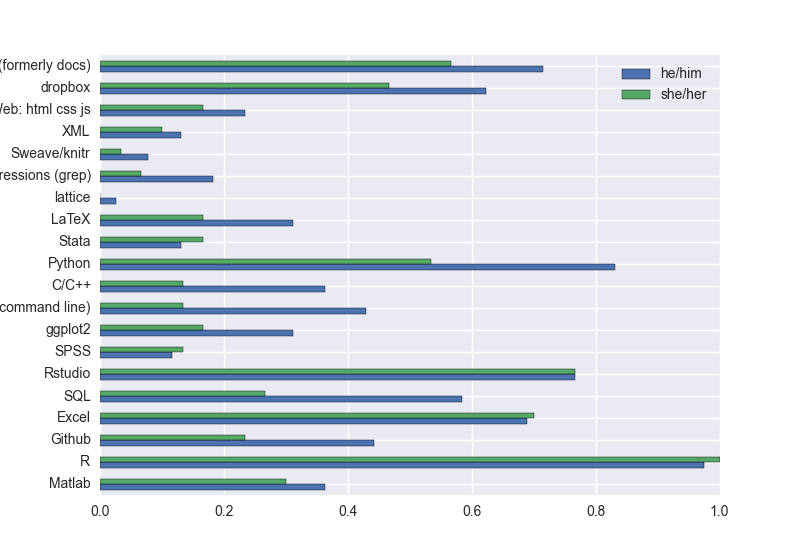 (formerly docs)
dropbox
Web: html css js
XML
Sweave/knitr
ressions (grep)
lattice
LaTeX
Stata
Python
C/C++
command line)
ggplot2
SPSS
Rstudio
SQL
Excel
Github
R
Matlab
he/him
she/her
0.0 0.2 0.4 0.6 0.8 1.0